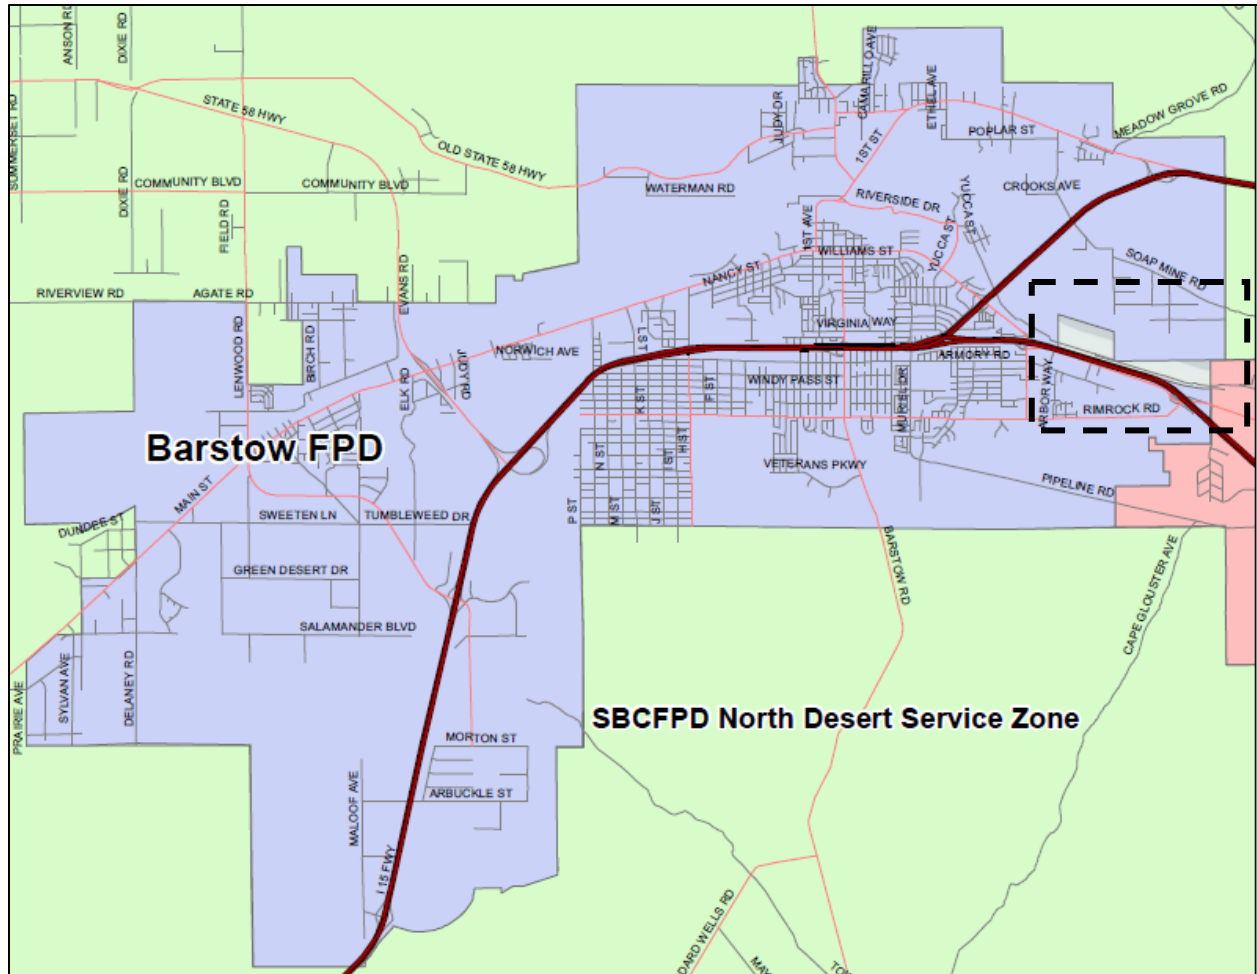 ANSON RD
DIXIE RD
CAMARILLO AVE
ETHEL AVE
SUMMERSET RD
STATE 58 HWY
JUDY DR
MEADOW GROVE RD
POPLAR ST
1ST ST
OLD STATE 58 HWY
COMMUNITY BLVD
COMMUNITY BLVD
WATERMAN RD
CROOKS AVE
DIXIE RD
FIELD RD
RIVERSIDE DR
YUCCA ST
1ST AVE
WILLIAMS ST
YUCCA ST
SOAP MINE RD
NANCY ST
EVANS RD
RIVERVIEW RD
AGATE RD
VIRGINIA WAY
L ST
LENWOOD RD
BIRCH RD
NORWICH AVE
JUDY RD
ARMORY RD
ELK RD
WINDY PASS ST
K ST
F ST
MURIEL DR
ARBOR WAY
RIMROCK RD
Barstow FPD
H ST
N ST
I ST
VETERANS PKWY
PIPELINE RD
MAIN ST
P ST
M ST
J ST
SWEETEN LN
TUMBLEWEED DR
DUNDEE ST
BARSTOW RD
CAPE GLOUSTER AVE
GREEN DESERT DR
SALAMANDER BLVD
PRAIRIE AVE
SYLVAN AVE
DELANEY RD
SBCFPD North Desert Service Zone
MORTON ST
ARBUCKLE ST
MALOOF AVE
I 15 FWY
DARD WELLS RD